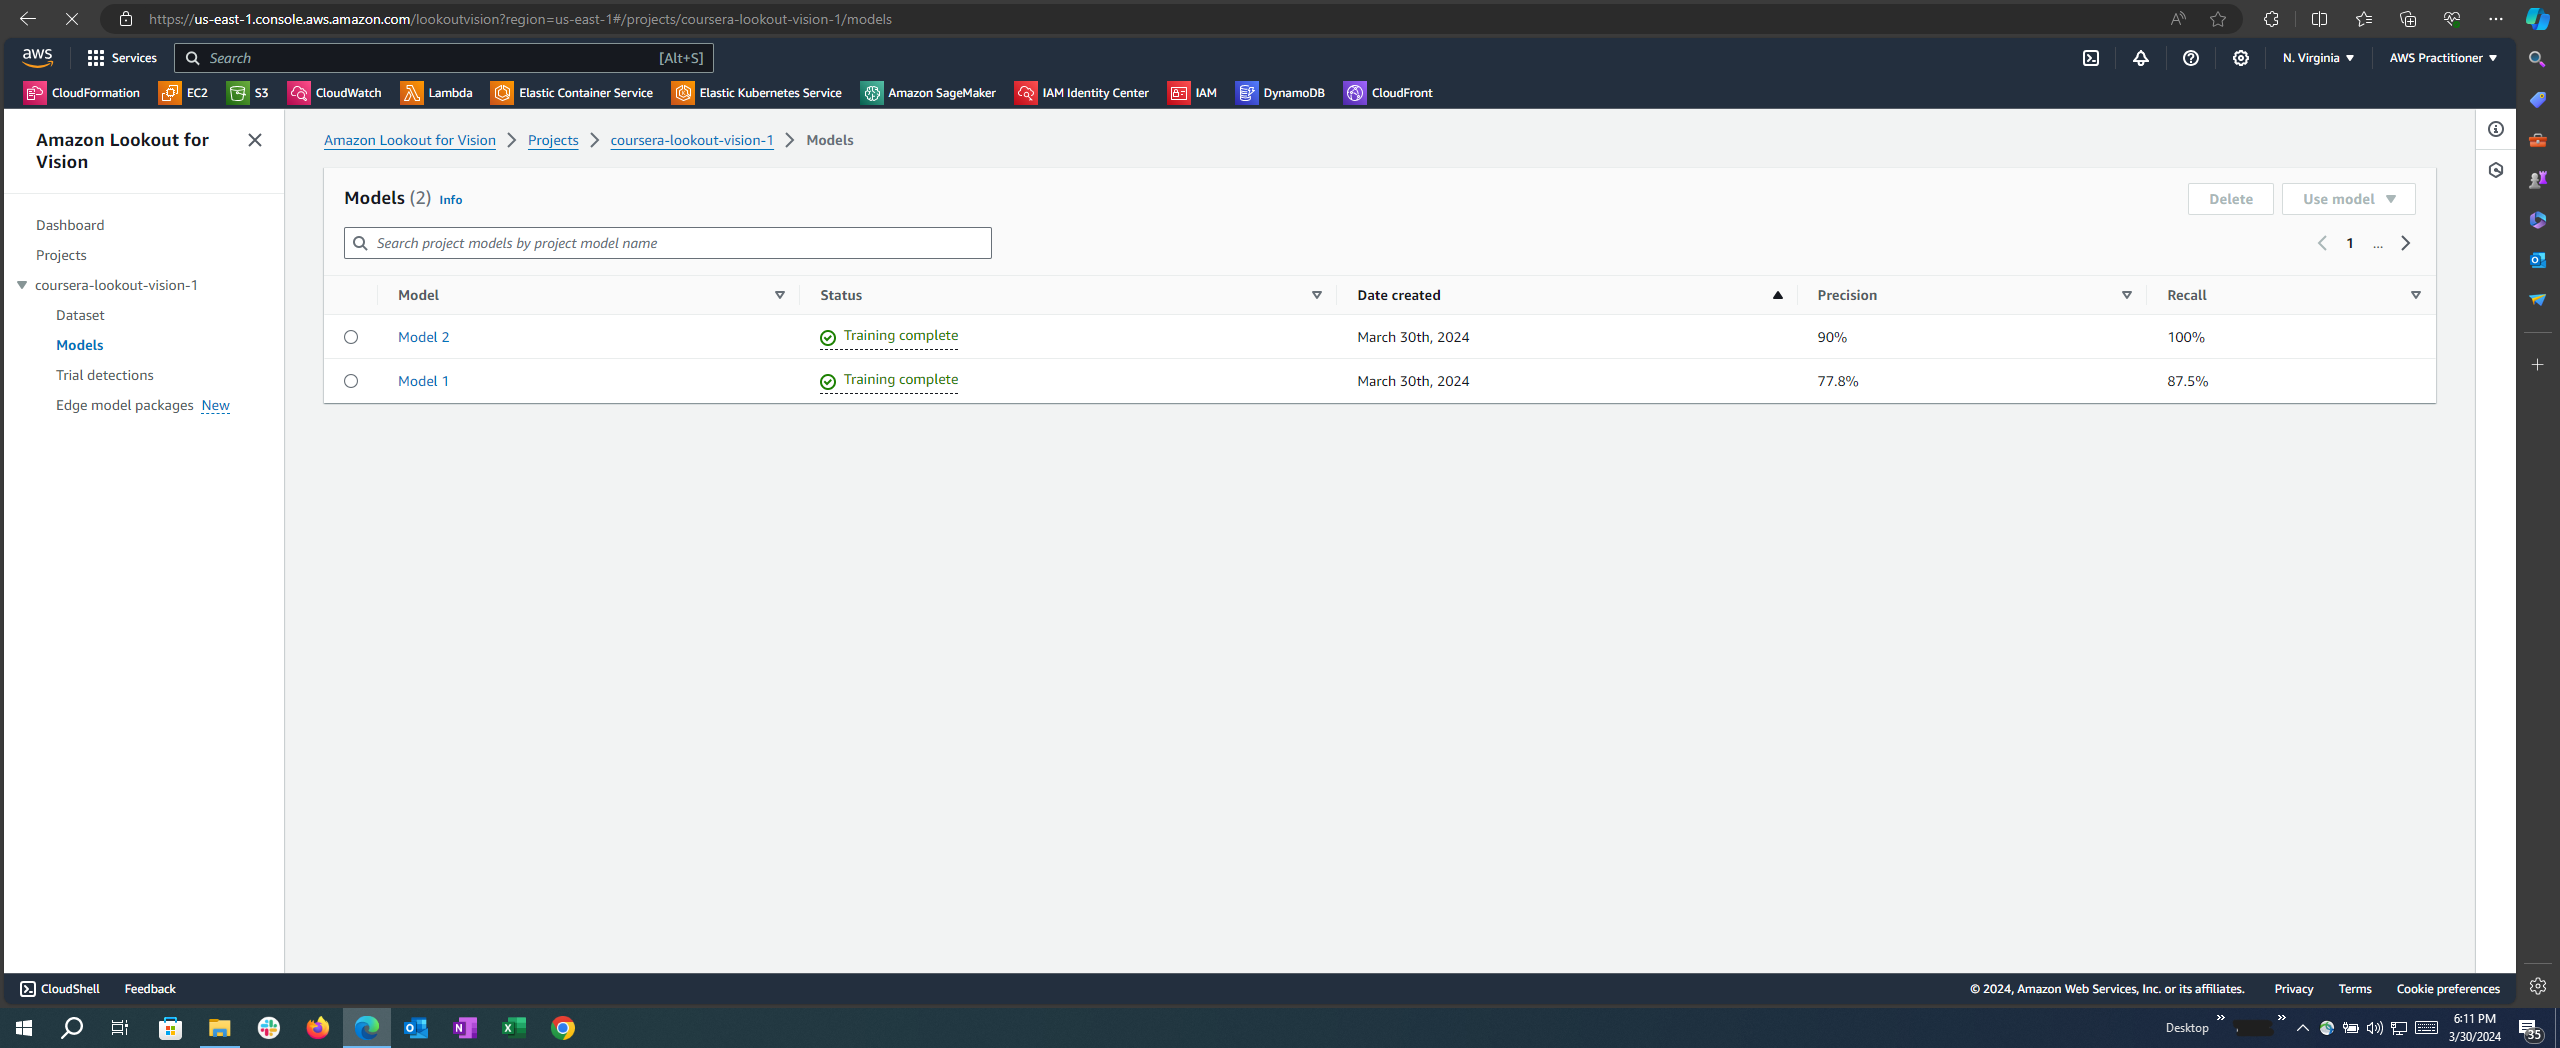 https://us-east-1.console.aws.amazon.com/lookoutvision?region=us-east-1#/projects/coursera-lookout-vision-1/models
aws Services Search [Alt+S] N. Virginia AWS Practitioner
CloudFormation EC2 S3 CloudWatch Lambda Elastic Container Service Elastic Kubernetes Service Amazon SageMaker IAM Identity Center IAM DynamoDB CloudFront
Amazon Lookout for
Vision
Dashboard
Projects
coursera-lookout-vision-1
Dataset
Models
Trial detections
Edge model packages New
Amazon Lookout for Vision Projects coursera-lookout-vision-1 Models
Models (2) Info Delete Use model
Search project models by project model name 1 ...
Model Status Date created Precision Recall
Model 2 Training complete March 30th, 2024 90% 100%
Model 1 Training complete March 30th, 2024 77.8% 87.5%
CloudShell Feedback © 2024, Amazon Web Services, Inc. or its affiliates. Privacy Terms Cookie preferences
Desktop 6:11 PM
3/30/2024 35